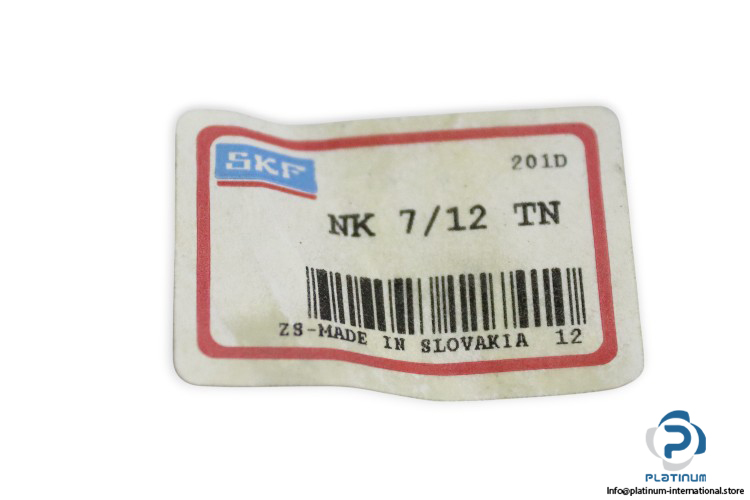 SKF
201D
NK 7/12 TN
ZS-MADE IN SLOVAKIA 12
PLATINUM
Info@platinum-international.store